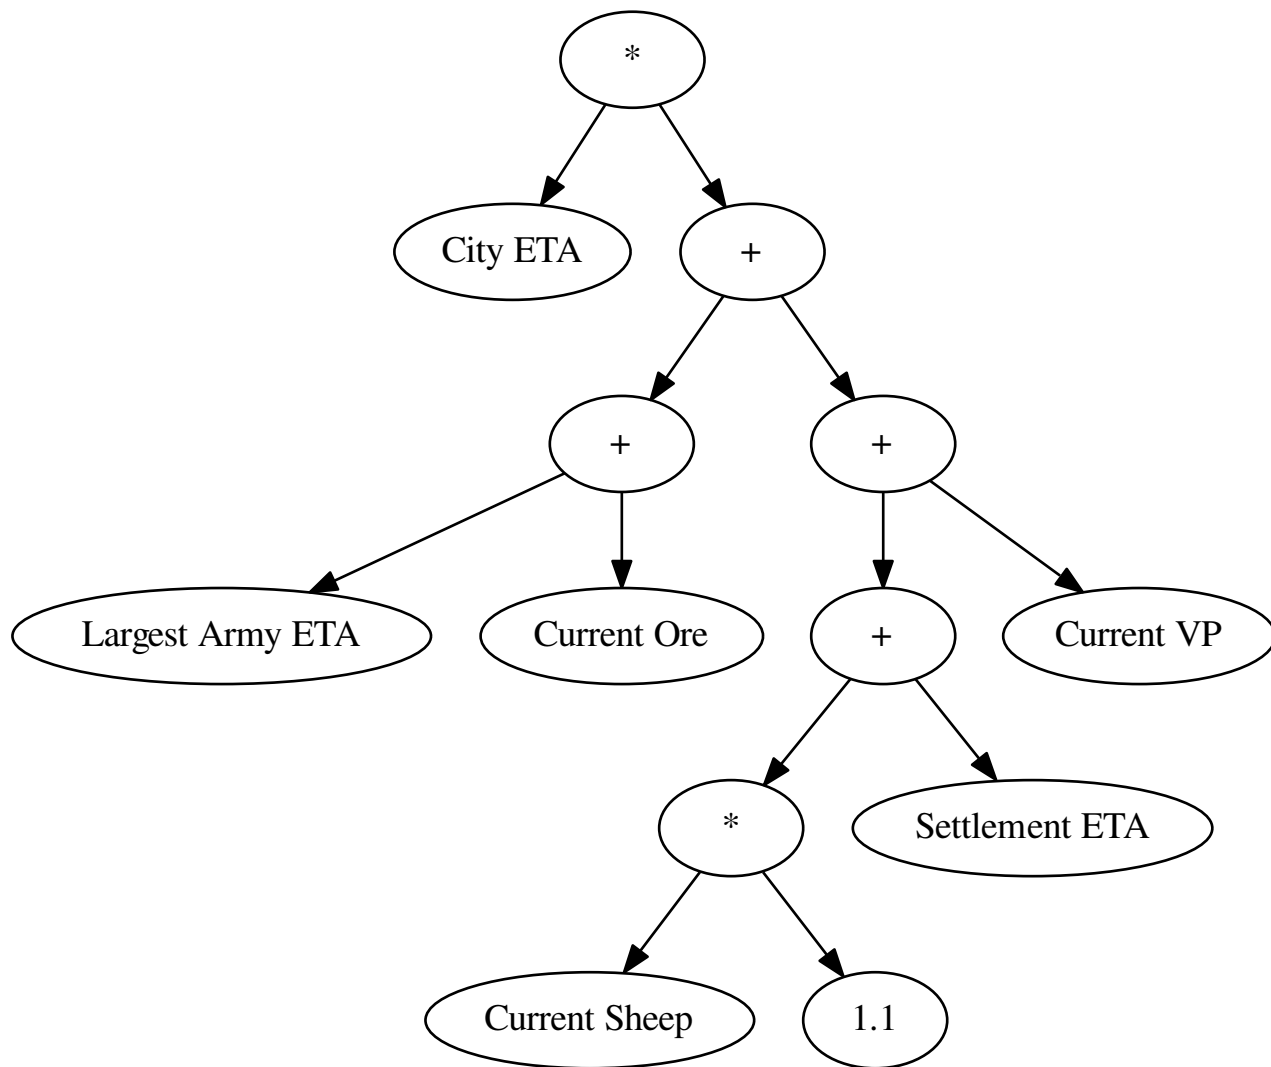 *
City ETA
+
+
+
Largest Army ETA
Current Ore
+
Current VP
*
Settlement ETA
Current Sheep
1.1